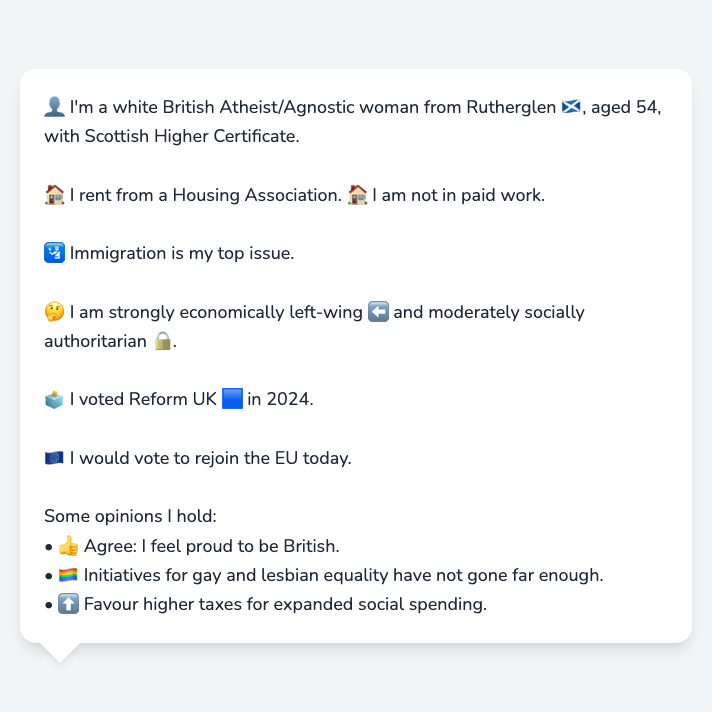 👤 I'm a white British Atheist/Agnostic woman from Rutherglen 🏴󠁧󠁢󠁳󠁣󠁴󠁿, aged 54,
with Scottish Higher Certificate.
🏠 I rent from a Housing Association. 🏠 I am not in paid work.
🛂 Immigration is my top issue.
🤔 I am strongly economically left-wing ⬅️ and moderately socially
authoritarian 🔒.
🗳️ I voted Reform UK 🟦 in 2024.
🇪🇺 I would vote to rejoin the EU today.
Some opinions I hold:
• 👍 Agree: I feel proud to be British.
• 🏳️‍🌈 Initiatives for gay and lesbian equality have not gone far enough.
• ⬆️ Favour higher taxes for expanded social spending.